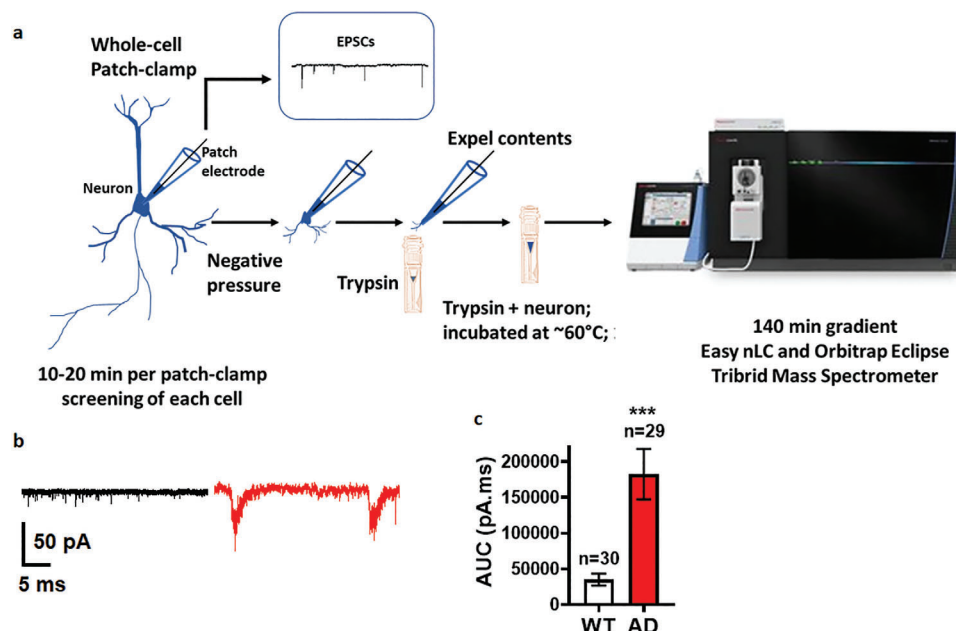 a
Whole-cell
Patch-clamp
EPSCs
Patch
electrode
Neuron
Expel contents
Negative
pressure
Trypsin
Trypsin + neuron;
incubated at ~60°C;
10-20 min per patch-clamp
screening of each cell
140 min gradient
Easy nLC and Orbitrap Eclipse
Tribrid Mass Spectrometer
b
50 pA
5 ms
c
AUC (pA.ms)
200000
150000
100000
50000
0
***
n=29
n=30
WT AD